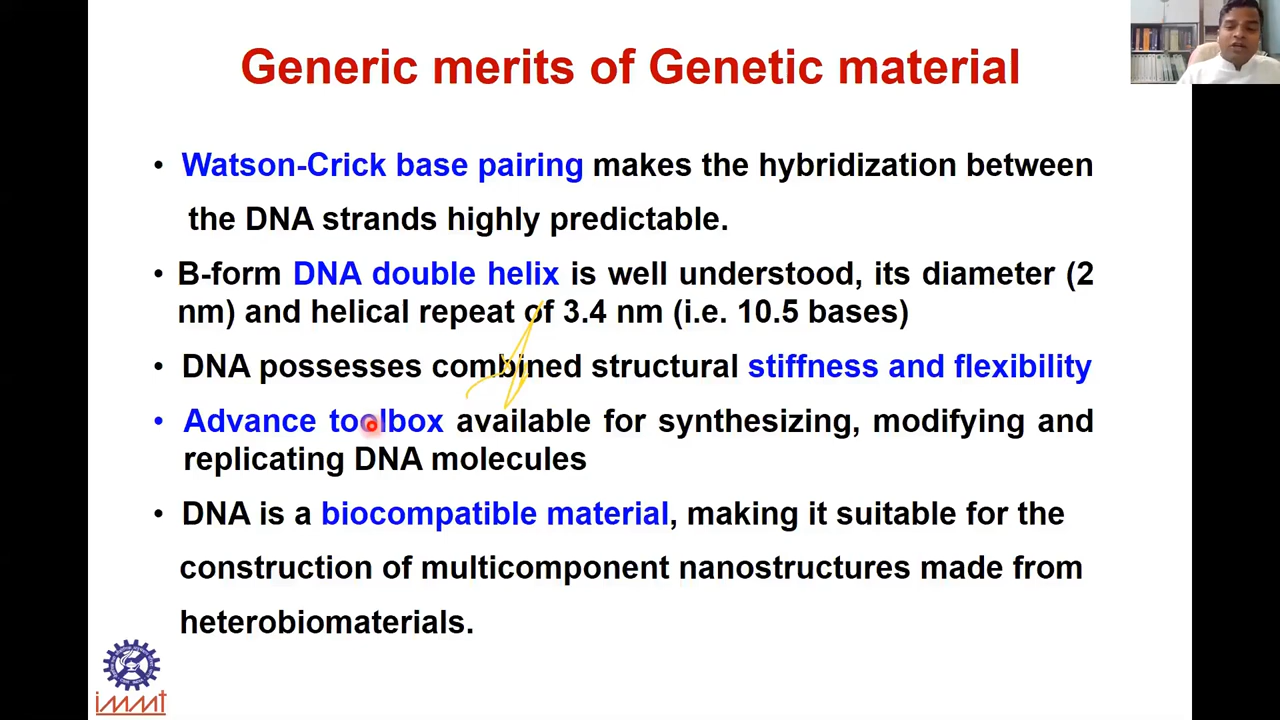 Generic merits of Genetic material
• Watson-Crick base pairing makes the hybridization between
the DNA strands highly predictable.
• B-form DNA double helix is well understood, its diameter (2
nm) and helical repeat of 3.4 nm (i.e. 10.5 bases)
• DNA possesses combined structural stiffness and flexibility
• Advance toolbox available for synthesizing, modifying and
replicating DNA molecules
• DNA is a biocompatible material, making it suitable for the
construction of multicomponent nanostructures made from
heterobiomaterials.
immt